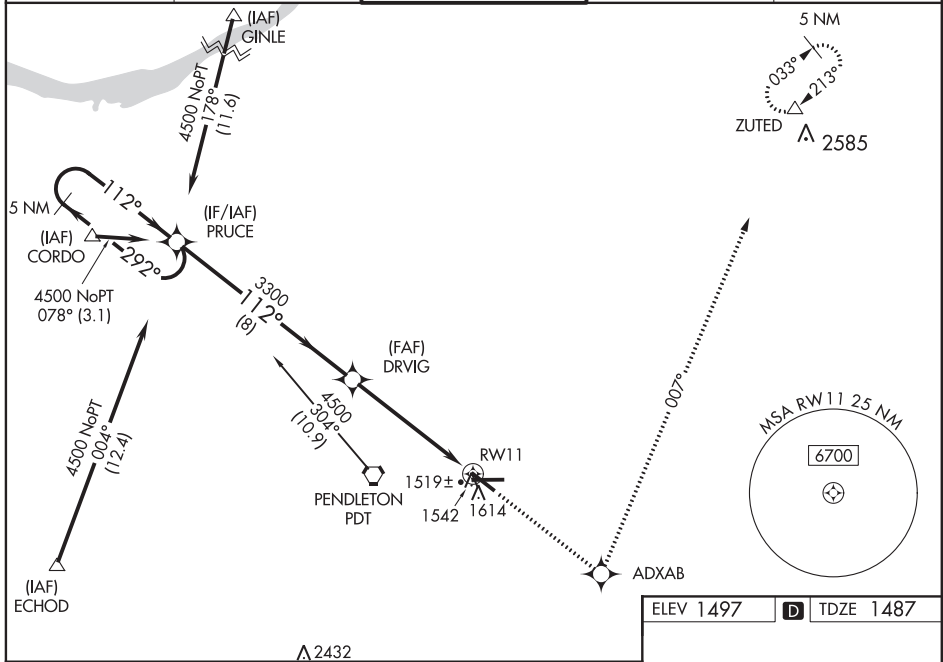 (IAF)
GINLE
5 NM
033°
213°
ZUTED
2585
4500 NoPT
178°
(11.6)
112°
5 NM
(IF/IAF)
PRUCE
(IAF)
CORDO
292°
4500 NoPT
078° (3.1)
3300
112°
(8)
(FAF)
DRVIG
007°
4500 NoPT
004°
(12.4)
4500
304°
(10.9)
MSA RW11 25 NM
6700
RW11
1519±
1542
1614
PENDLETON
PDT
ADXAB
(IAF)
ECHOD
ELEV 1497
D
TDZE 1487
2432